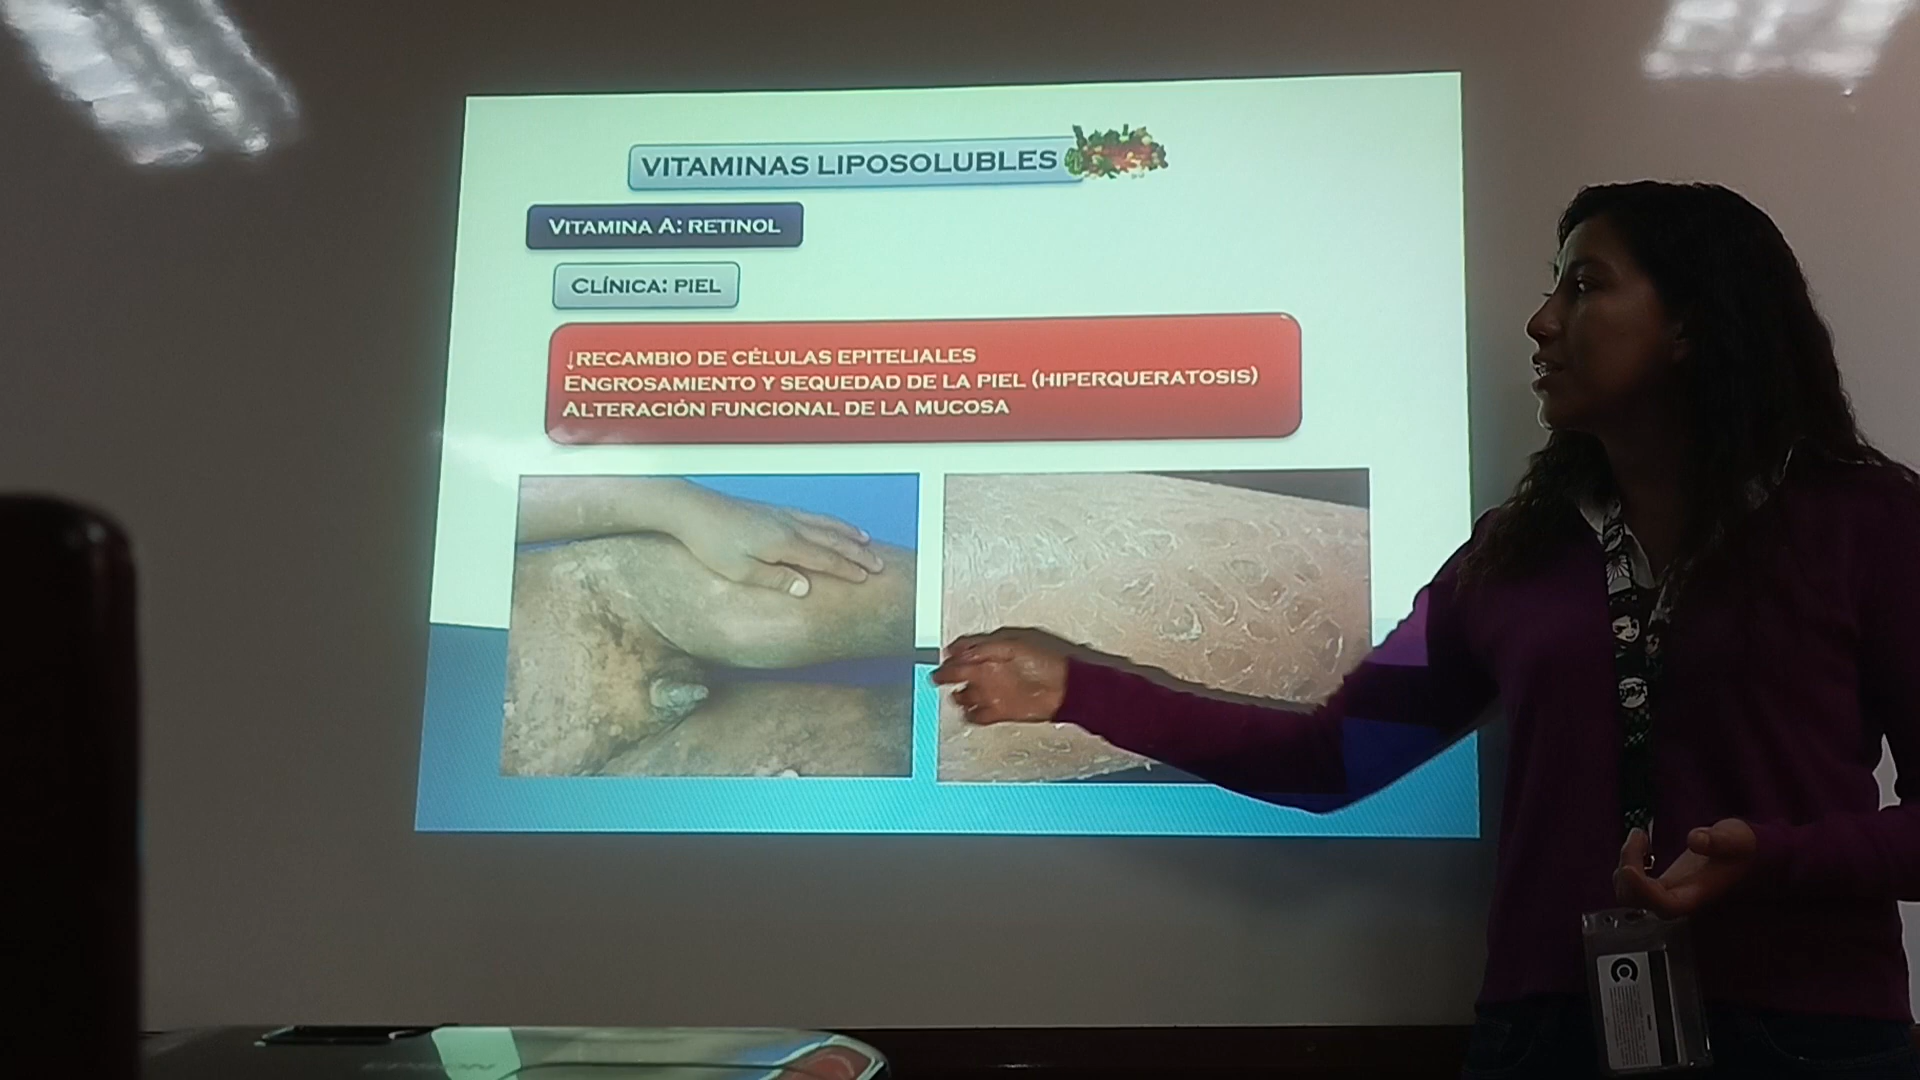 VITAMINAS LIPOSOLUBLES
VITAMINA A: RETINOL
CLÍNICA: PIEL
↓RECAMBIO DE CÉLULAS EPITELIALES
ENGROSAMIENTO Y SEQUEDAD DE LA PIEL (HIPERQUERATOSIS)
ALTERACIÓN FUNCIONAL DE LA MUCOSA